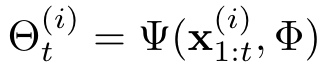 Θ_t^{(i)} = Ψ(𝐱_{1:t}^{(i)}, Φ)